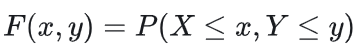 F(x, y) = P(X ≤ x, Y ≤ y)